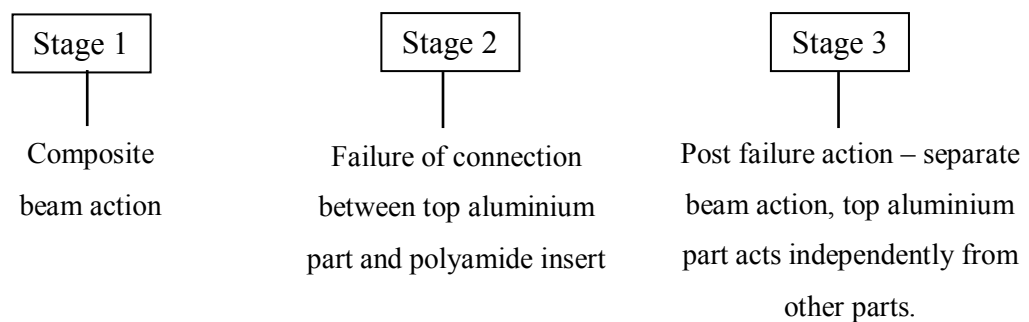 Stage 1
Composite
beam action
Stage 2
Failure of connection
between top aluminium
part and polyamide insert
Stage 3
Post failure action – separate
beam action, top aluminium
part acts independently from
other parts.